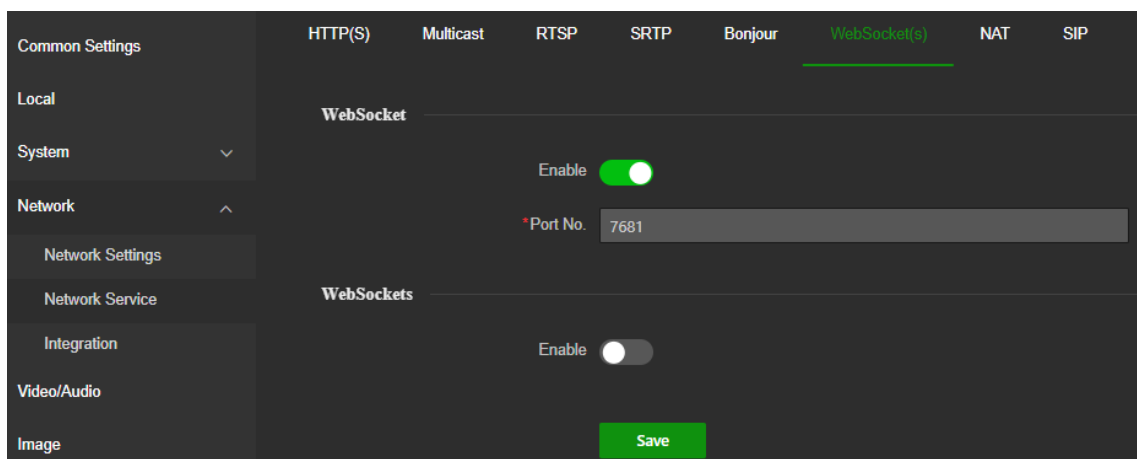 HTTP(S) Multicast RTSP SRTP Bonjour WebSocket(s) NAT SIP
Common Settings
Local
System
Network
Network Settings
Network Service
Integration
Video/Audio
Image
WebSocket
Enable
*Port No. 7681
WebSockets
Enable
Save